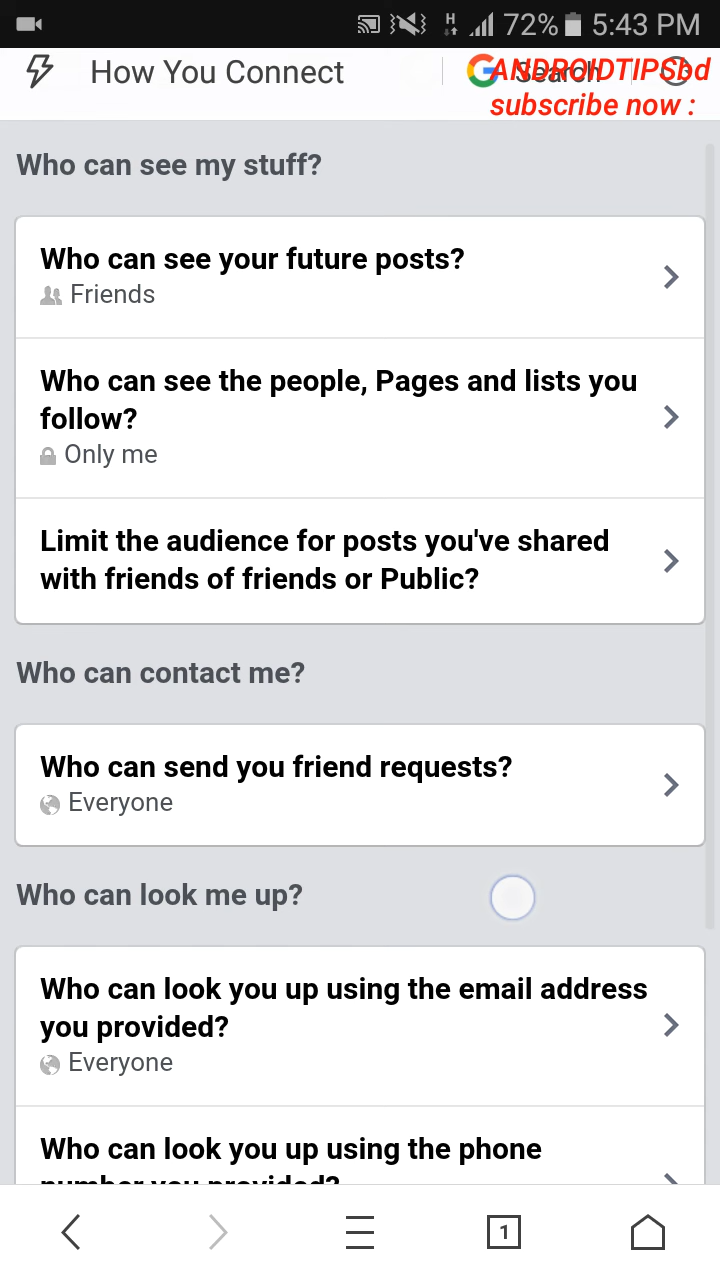 H 72% 5:43 PM
How You Connect
Search
ANDROIDTIPSbd
subscribe now :
Who can see my stuff?
Who can see your future posts?
Friends
Who can see the people, Pages and lists you
follow?
Only me
Limit the audience for posts you've shared
with friends of friends or Public?
Who can contact me?
Who can send you friend requests?
Everyone
Who can look me up?
Who can look you up using the email address
you provided?
Everyone
Who can look you up using the phone
number you provided?
1